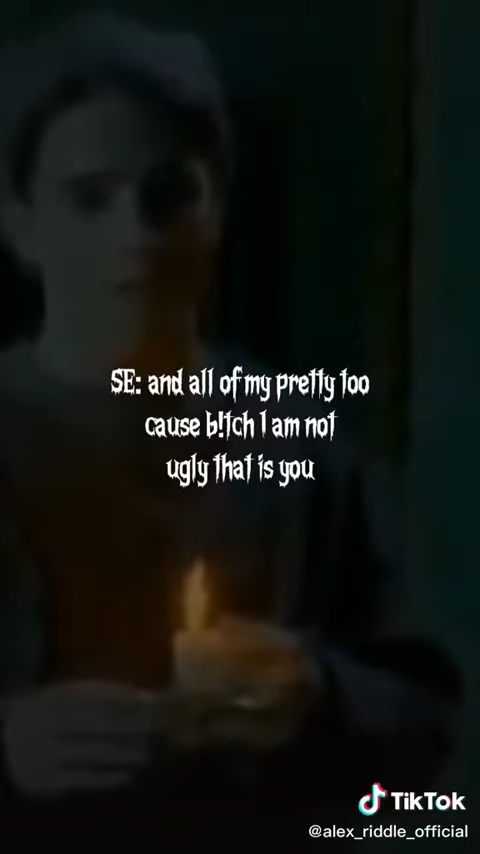 SE: and all of my pretty too
cause b!tch I am not
ugly that is you
TikTok
@alex_riddle_official